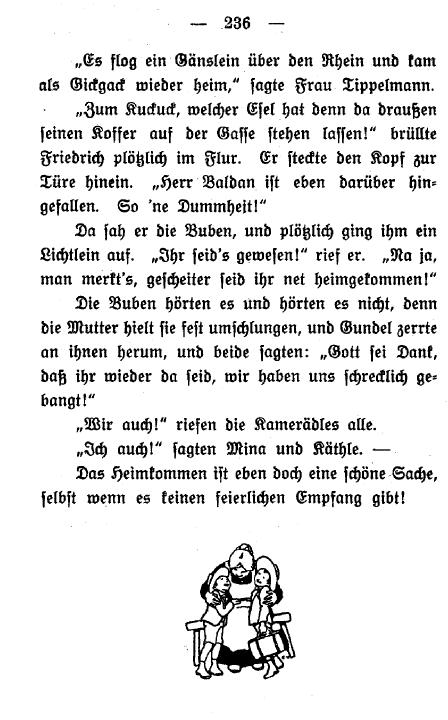 — 236 —
„Es flog ein Gänslein über den Rhein und kam
als Gickgack wieder heim,“ sagte Frau Tippelmann.
„Zum Kuckuck, welcher Esel hat denn da draußen
seinen Koffer auf der Gasse stehen lassen!“ brüllte
Friedrich plötzlich im Flur. Er steckte den Kopf zur
Türe hinein. „Herr Baldan ist eben darüber hin-
gefallen. So 'ne Dummheit!“
Da sah er die Buben, und plötzlich ging ihm ein
Lichtlein auf. „Ihr seid's gewesen!“ rief er. „Na ja,
man merkt's, gescheiter seid ihr net heimgekommen!“
Die Buben hörten es und hörten es nicht, denn
die Mutter hielt sie fest umschlungen, und Gundel zerrte
an ihnen herum, und beide sagten: „Gott sei Dank,
daß ihr wieder da seid, wir haben uns schrecklich ge-
bangt!“
„Wir auch!“ riefen die Kamerädles alle.
„Ich auch!“ sagten Mina und Käthle. —
Das Heimkommen ist eben doch eine schöne Sache,
selbst wenn es keinen feierlichen Empfang gibt!